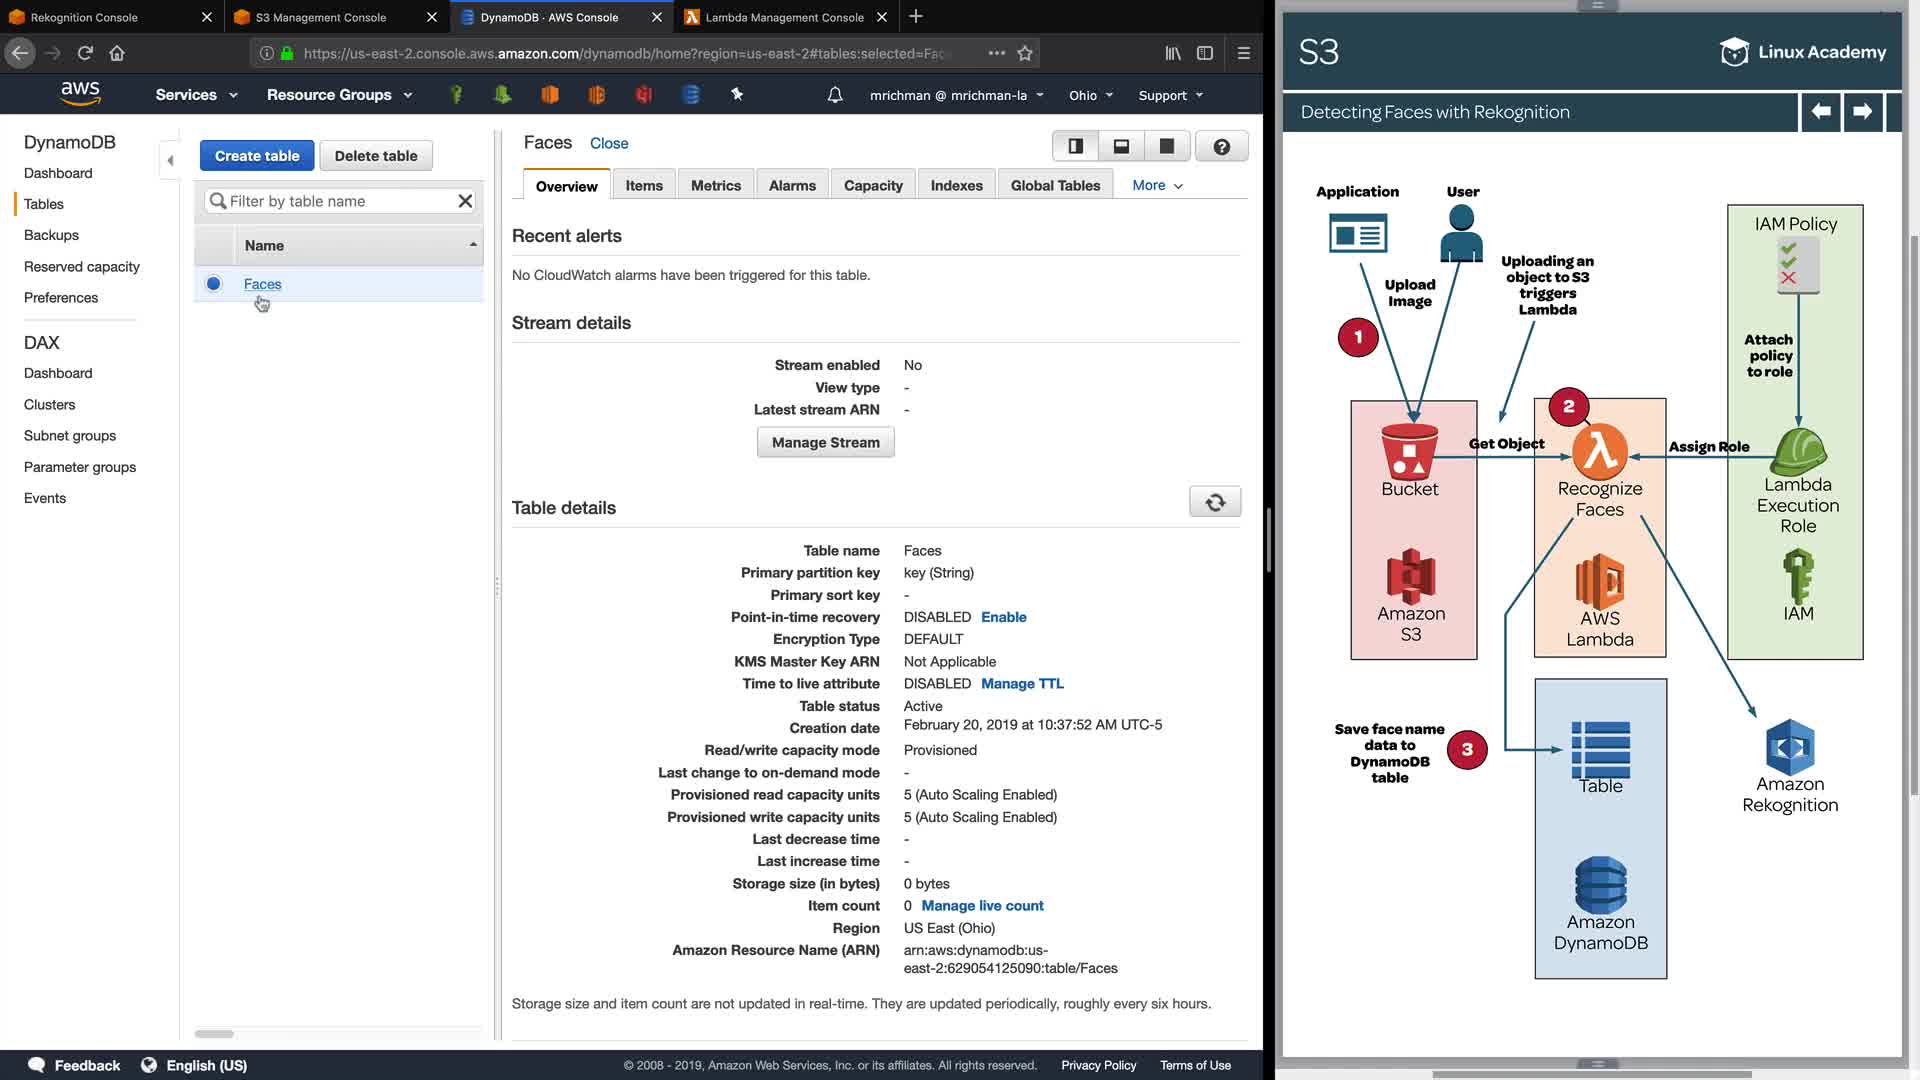 Rekognition Console
S3 Management Console
DynamoDB · AWS Console
Lambda Management Console
https://us-east-2.console.aws.amazon.com/dynamodb/home?region=us-east-2#tables:selected=Fac
aws
Services
Resource Groups
mrichman @ mrichman-la
Ohio
Support
DynamoDB
Dashboard
Tables
Backups
Reserved capacity
Preferences
DAX
Dashboard
Clusters
Subnet groups
Parameter groups
Events
Create table
Delete table
Filter by table name
Name
Faces
Faces
Close
Overview
Items
Metrics
Alarms
Capacity
Indexes
Global Tables
More
Recent alerts
No CloudWatch alarms have been triggered for this table.
Stream details
Stream enabled No
View type -
Latest stream ARN -
Manage Stream
Table details
Table name Faces
Primary partition key key (String)
Primary sort key -
Point-in-time recovery DISABLED Enable
Encryption Type DEFAULT
KMS Master Key ARN Not Applicable
Time to live attribute DISABLED Manage TTL
Table status Active
Creation date February 20, 2019 at 10:37:52 AM UTC-5
Read/write capacity mode Provisioned
Last change to on-demand mode -
Provisioned read capacity units 5 (Auto Scaling Enabled)
Provisioned write capacity units 5 (Auto Scaling Enabled)
Last decrease time -
Last increase time -
Storage size (in bytes) 0 bytes
Item count 0 Manage live count
Region US East (Ohio)
Amazon Resource Name (ARN) arn:aws:dynamodb:us-
east-2:629054125090:table/Faces
Storage size and item count are not updated in real-time. They are updated periodically, roughly every six hours.
Feedback
English (US)
© 2008 - 2019, Amazon Web Services, Inc. or its affiliates. All rights reserved.
Privacy Policy
Terms of Use
S3
Linux Academy
Detecting Faces with Rekognition
Application
User
Upload
Image
Uploading an
object to S3
triggers
Lambda
IAM Policy
1
Attach
policy
to role
2
Get Object
Assign Role
Bucket
Recognize
Faces
Lambda
Execution
Role
Amazon
S3
AWS
Lambda
IAM
Save face name
data to
DynamoDB
table
3
Table
Amazon
Rekognition
Amazon
DynamoDB